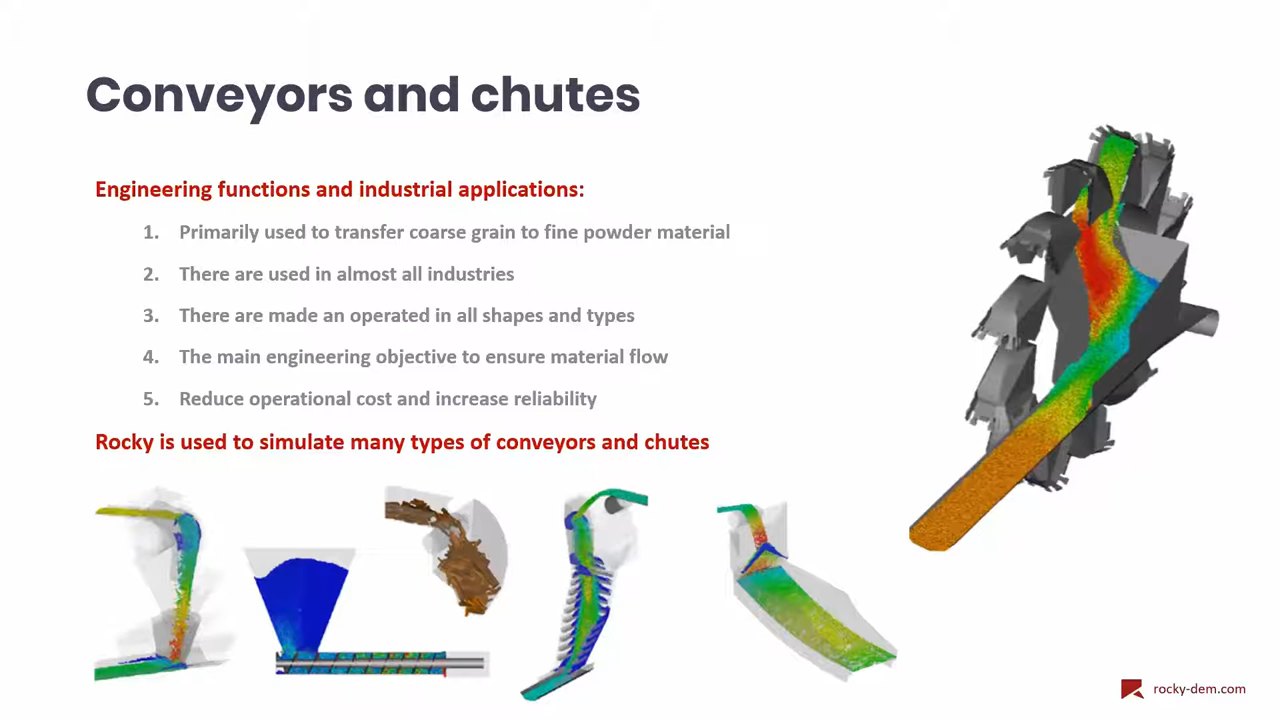 Conveyors and chutes
Engineering functions and industrial applications:
1. Primarily used to transfer coarse grain to fine powder material
2. There are used in almost all industries
3. There are made an operated in all shapes and types
4. The main engineering objective to ensure material flow
5. Reduce operational cost and increase reliability
Rocky is used to simulate many types of conveyors and chutes
rocky-dem.com